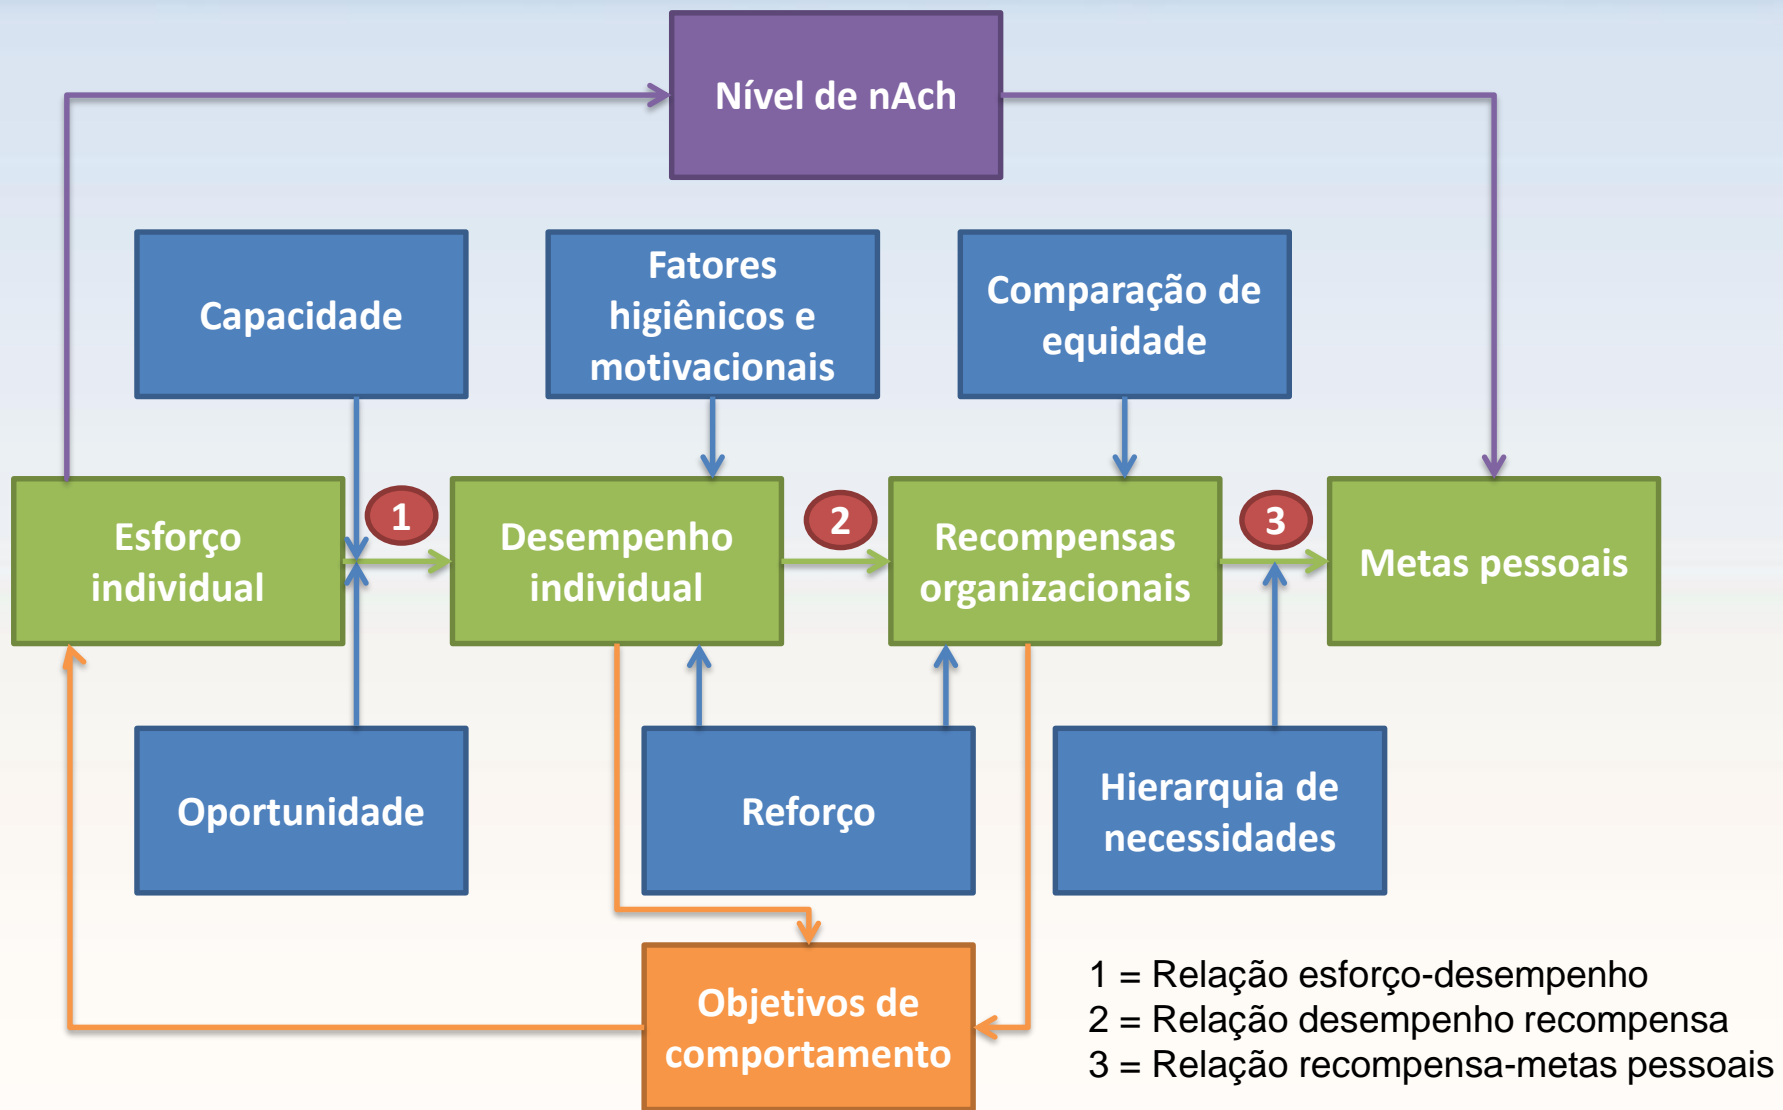 Nível de nAch
Capacidade
Fatores
higiênicos e
motivacionais
Comparação de
equidade
Esforço
individual
1
Desempenho
individual
2
Recompensas
organizacionais
3
Metas pessoais
Oportunidade
Reforço
Hierarquia de
necessidades
Objetivos de
comportamento
1 = Relação esforço-desempenho
2 = Relação desempenho recompensa
3 = Relação recompensa-metas pessoais